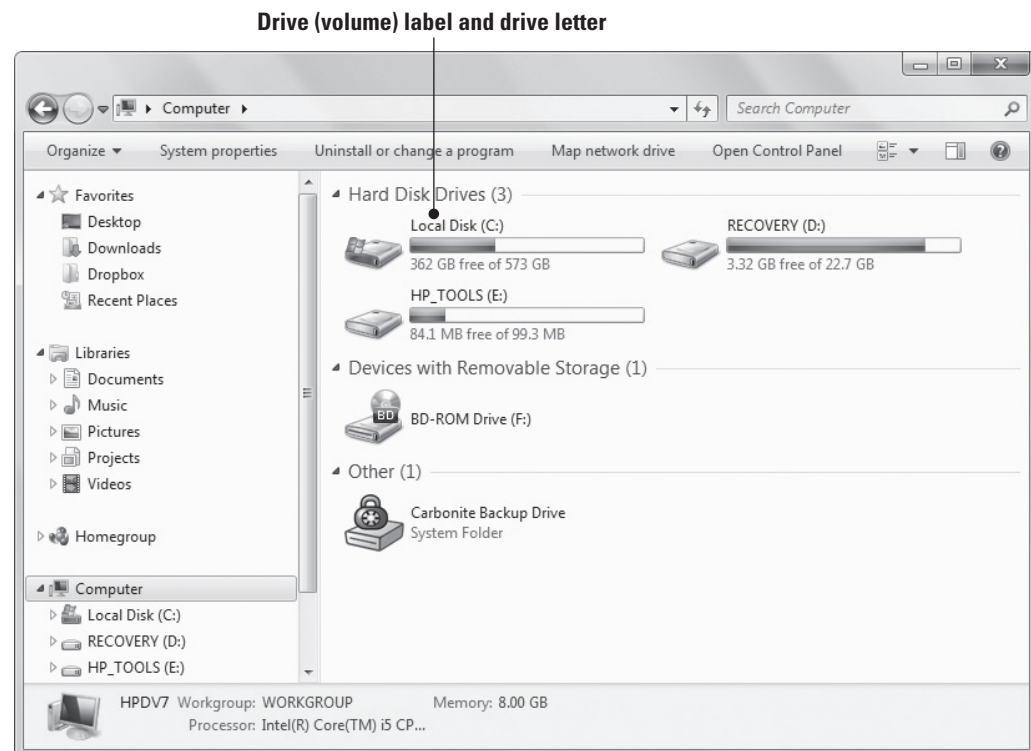 Drive (volume) label and drive letter
Computer
Search Computer
Organize
System properties
Uninstall or change a program
Map network drive
Open Control Panel
Favorites
Desktop
Downloads
Dropbox
Recent Places
Libraries
Documents
Music
Pictures
Projects
Videos
Homegroup
Computer
Local Disk (C:)
RECOVERY (D:)
HP_TOOLS (E:)
Hard Disk Drives (3)
Local Disk (C:)
362 GB free of 573 GB
RECOVERY (D:)
3.32 GB free of 22.7 GB
HP_TOOLS (E:)
84.1 MB free of 99.3 MB
Devices with Removable Storage (1)
BD
BD-ROM Drive (F:)
Other (1)
Carbonite Backup Drive
System Folder
HPDV7 Workgroup: WORKGROUP Memory: 8.00 GB
Processor: Intel(R) Core(TM) i5 CP...